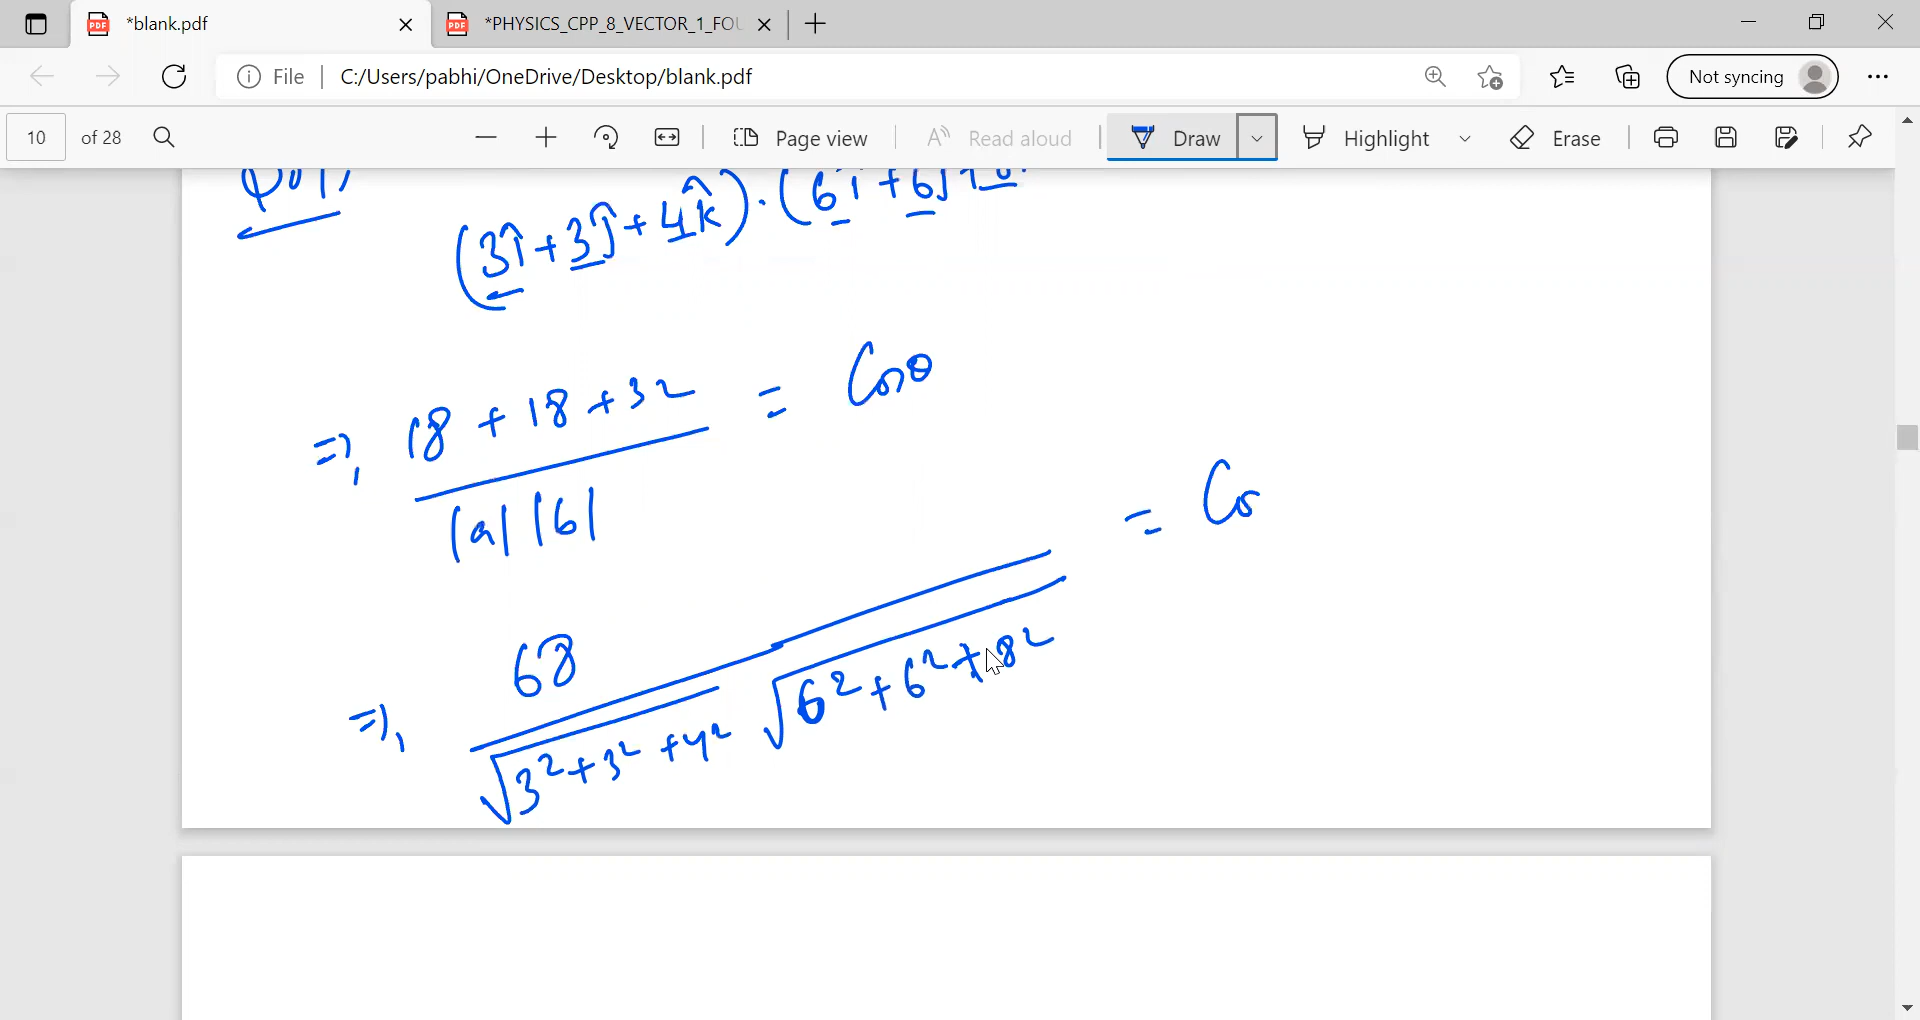 *blank.pdf
*PHYSICS_CPP_8_VECTOR_1_FOU
File | C:/Users/pabhi/OneDrive/Desktop/blank.pdf
Not syncing
10 of 28
Page view
Read aloud
Draw
Highlight
Erase
(3î + 3ĵ + 4k̂) · (6î + 6ĵ +
⇒, 18 + 18 + 32 / |a| |b| = Cosθ
⇒, 68 / √3² + 3² + 4² √6² + 6² + 8² = Cos